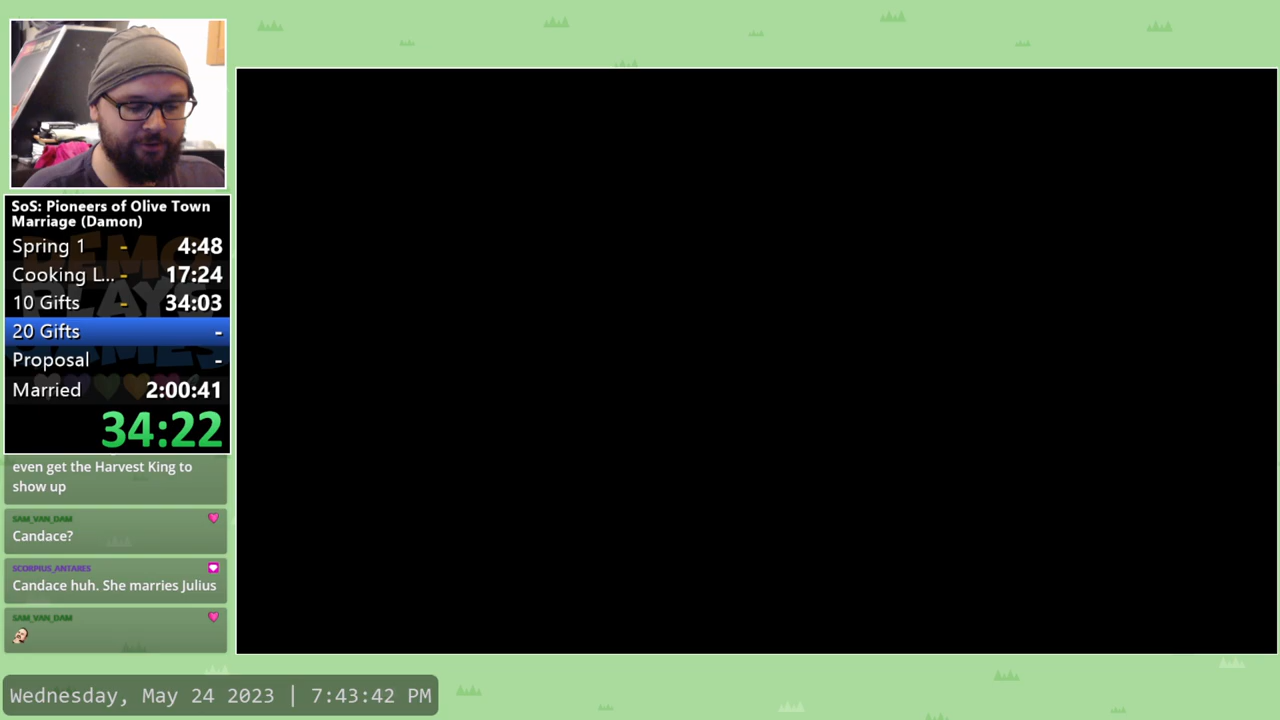 SoS: Pioneers of Olive Town
Marriage (Damon)
Spring 1 - 4:48
Cooking L... - 17:24
10 Gifts - 34:03
20 Gifts -
Proposal -
Married 2:00:41
34:22
even get the Harvest King to
show up
SAM_VAN_DAM
Candace?
SCORPIUS_ANTARES
Candace huh. She marries Julius
SAM_VAN_DAM
Wednesday, May 24 2023 | 7:43:42 PM